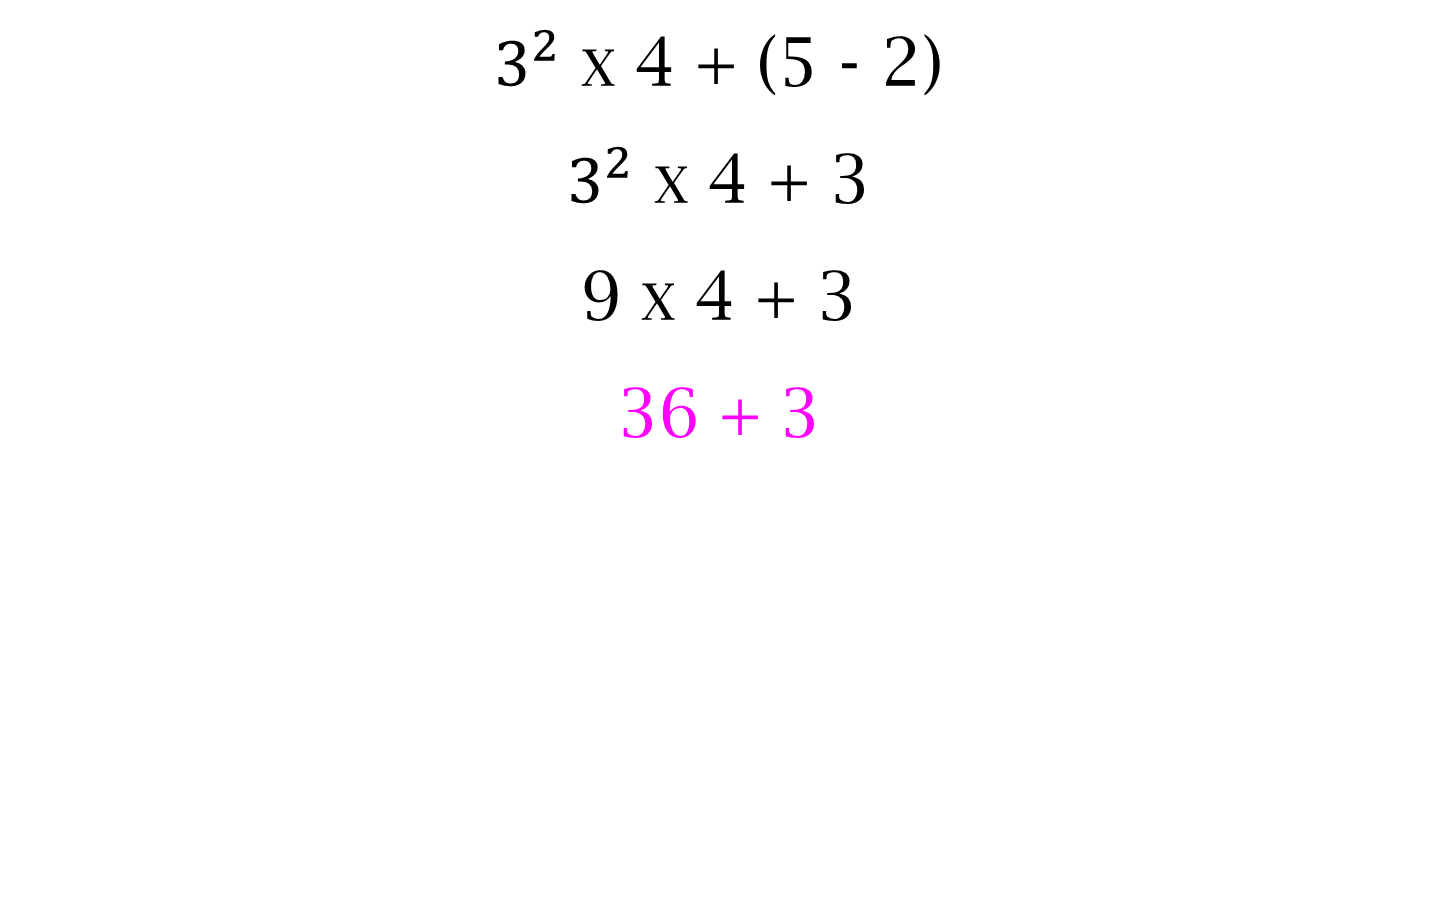 3² x 4 + (5 - 2)
3² x 4 + 3
9 x 4 + 3
36 + 3